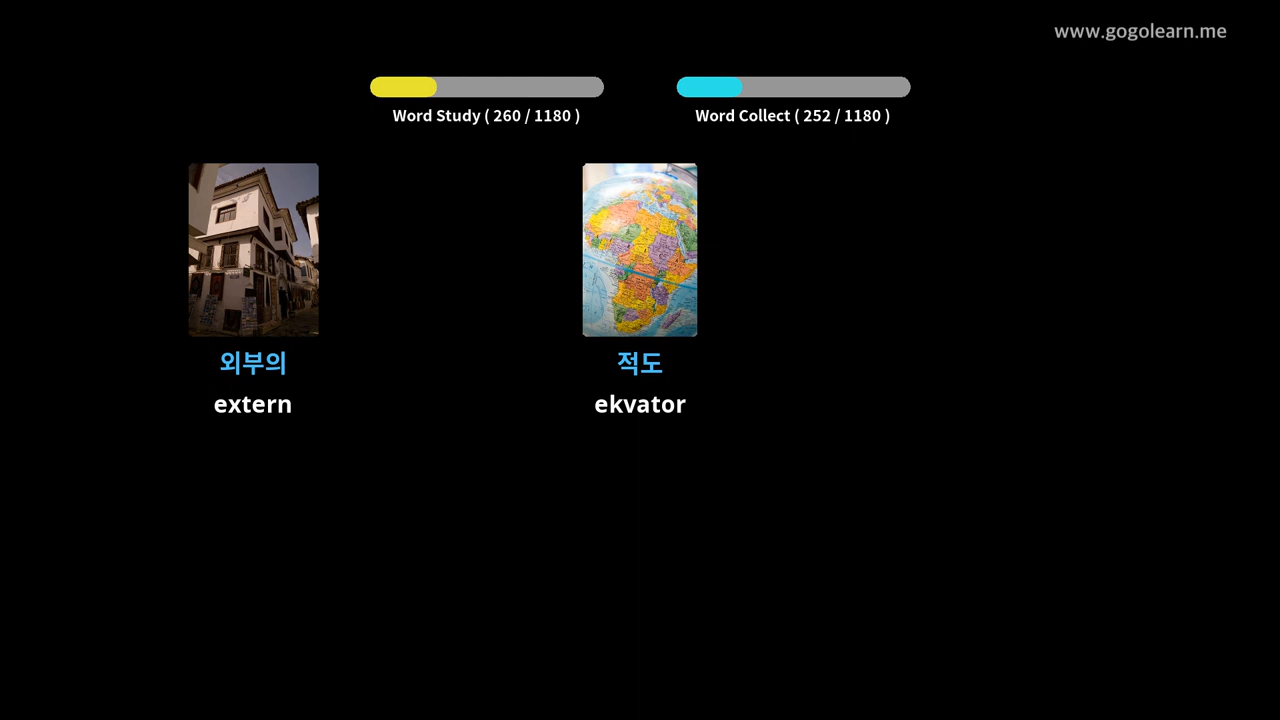 www.gogolearn.me
Word Study ( 260 / 1180 )
Word Collect ( 252 / 1180 )
외부의
extern
적도
ekvator